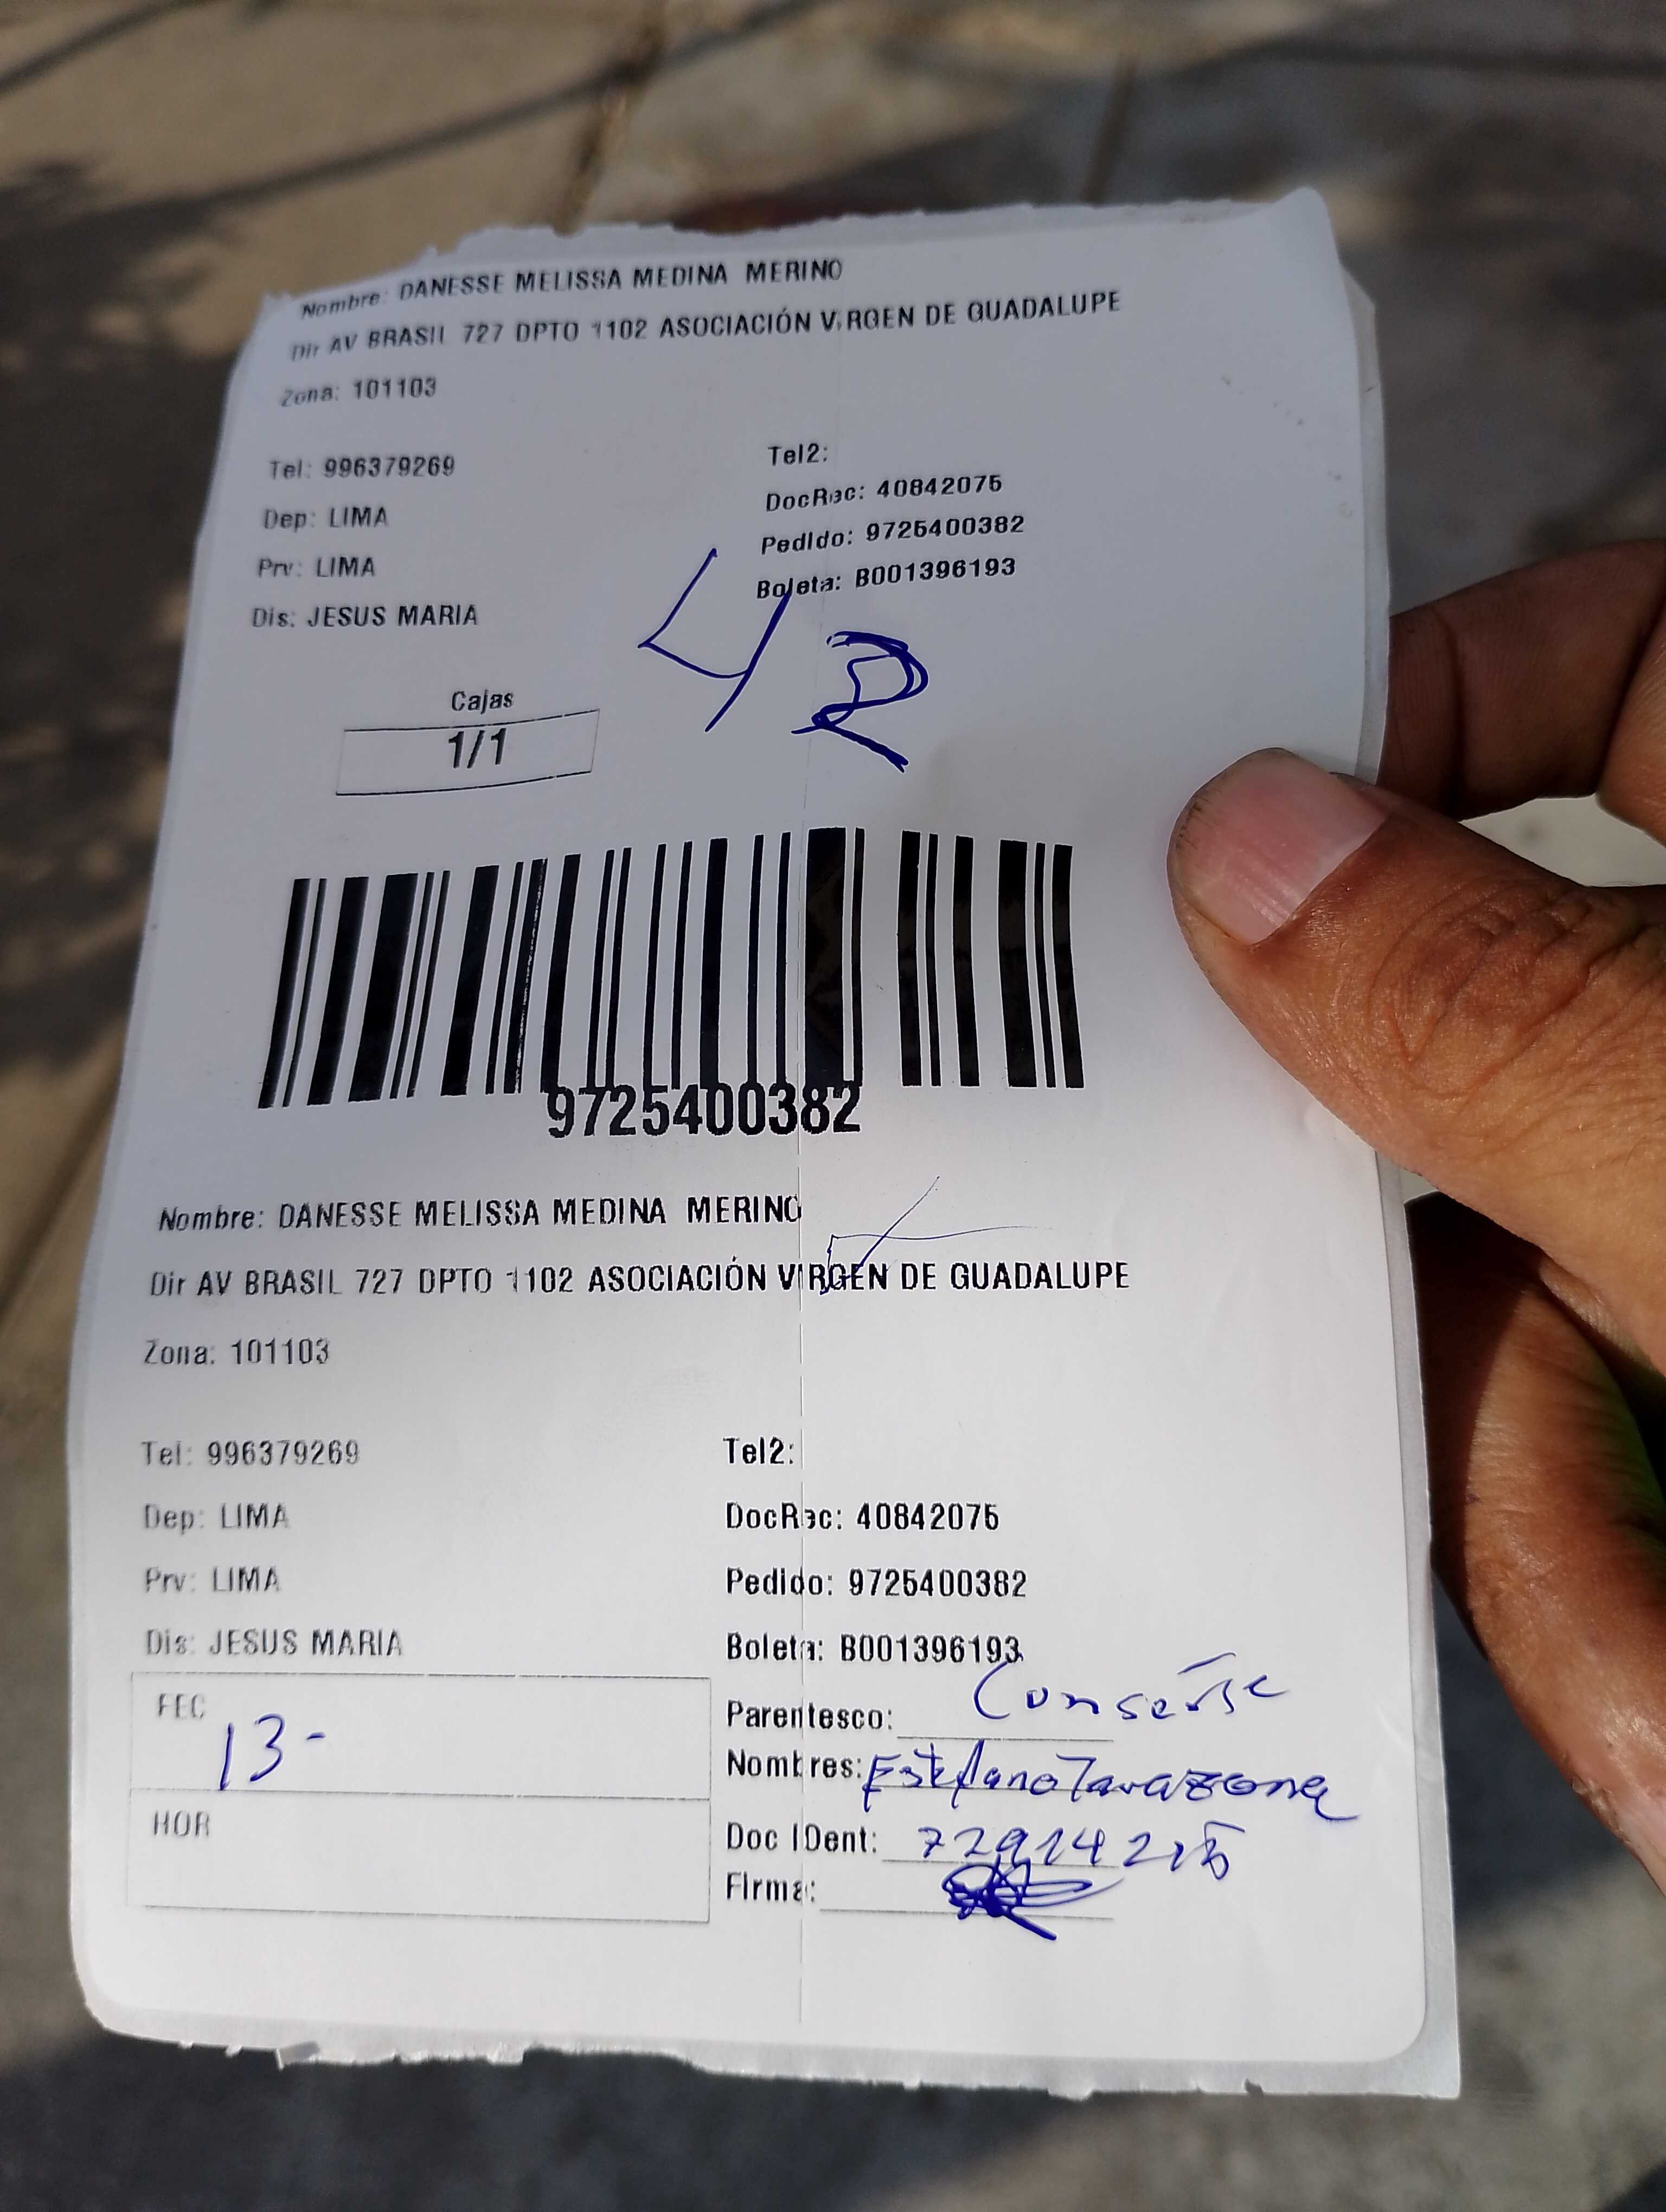 Nombre: DANESSE MELISSA MEDINA MERINO
Dir AV BRASIL 727 DPTO 1102 ASOCIACIÓN VIRGEN DE GUADALUPE
Zona: 101103
Tel: 996379269 Tel2:
DocRec: 40842075
Dep: LIMA
Pedido: 9725400382
Prv: LIMA
Boleta: B001396193
Dis: JESUS MARIA
42
Cajas
1/1
9725400382
Nombre: DANESSE MELISSA MEDINA MERINO
Dir AV BRASIL 727 DPTO 1102 ASOCIACIÓN VIRGEN DE GUADALUPE
Zona: 101103
Tel: 996379269 Tel2:
Dep: LIMA DocRec: 40842075
Prv: LIMA Pedido: 9725400382
Dis: JESUS MARIA Boleta: B001396193
FEC 13- Parentesco: Conserje
Nombres: Estefano Tarazona
HOR Doc IDent:
Firma: